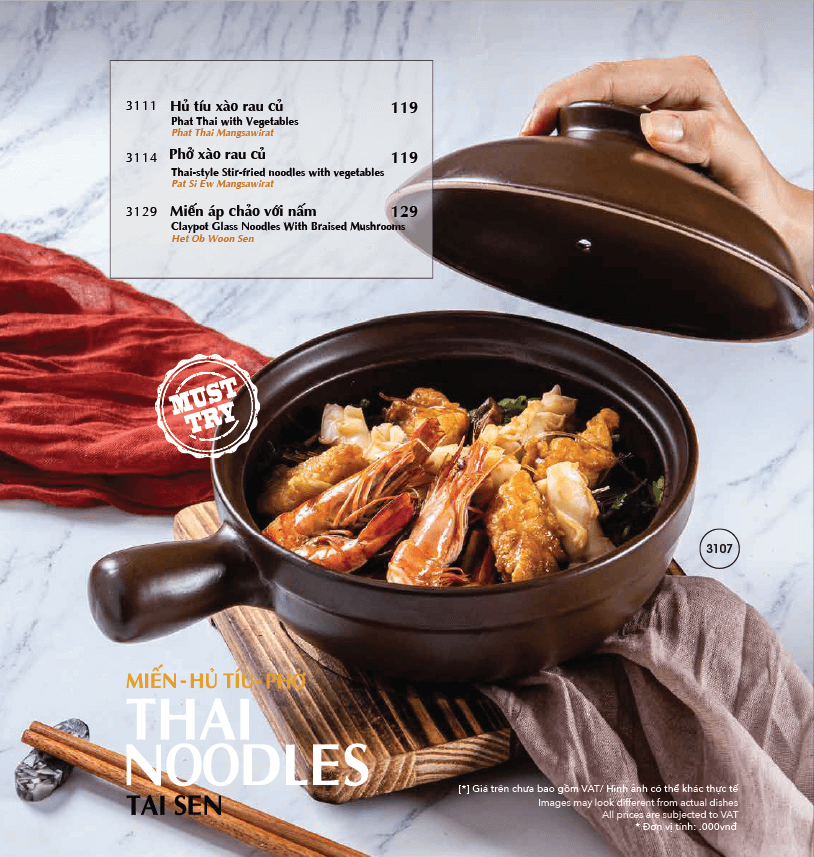 3111 Hủ tíu xào rau củ 119
Phat Thai with Vegetables
Phat Thai Mangsawirat
3114 Phở xào rau củ 119
Thai-style Stir-fried noodles with vegetables
Pat Si Ew Mangsawirat
3129 Miến áp chảo với nấm 129
Claypot Glass Noodles With Braised Mushrooms
Het Ob Woon Sen
MUST
TRY
3107
MIẾN - HỦ TÍU - PHỞ
THAI
NOODLES
TAI SEN
[*] Giá trên chưa bao gồm VAT/ Hình ảnh có thể khác thực tế
Images may look different from actual dishes
All prices are subjected to VAT
* Đơn vị tính: .000vnđ